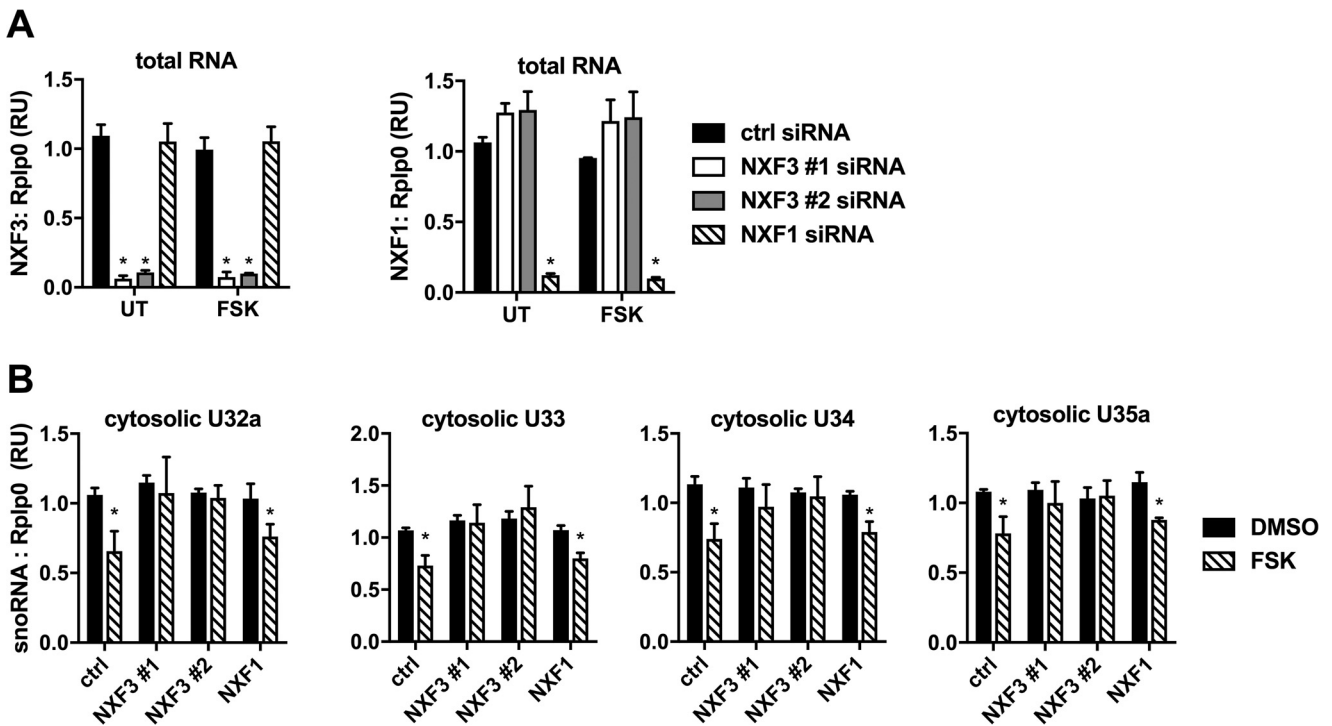 A
total RNA
NXF3: Rplp0 (RU)
1.5
1.0
0.5
0.0
* * * *
UT FSK
total RNA
NXF1: Rplp0 (RU)
1.5
1.0
0.5
0.0
* *
UT FSK
ctrl siRNA
NXF3 #1 siRNA
NXF3 #2 siRNA
NXF1 siRNA
B
cytosolic U32a
snoRNA : Rplp0 (RU)
1.5
1.0
0.5
0.0
* *
ctrl NXF3 #1 NXF3 #2 NXF1
cytosolic U33
2.0
1.5
1.0
0.5
0.0
* *
ctrl NXF3 #1 NXF3 #2 NXF1
cytosolic U34
1.5
1.0
0.5
0.0
* *
ctrl NXF3 #1 NXF3 #2 NXF1
cytosolic U35a
1.5
1.0
0.5
0.0
* *
ctrl NXF3 #1 NXF3 #2 NXF1
DMSO
FSK